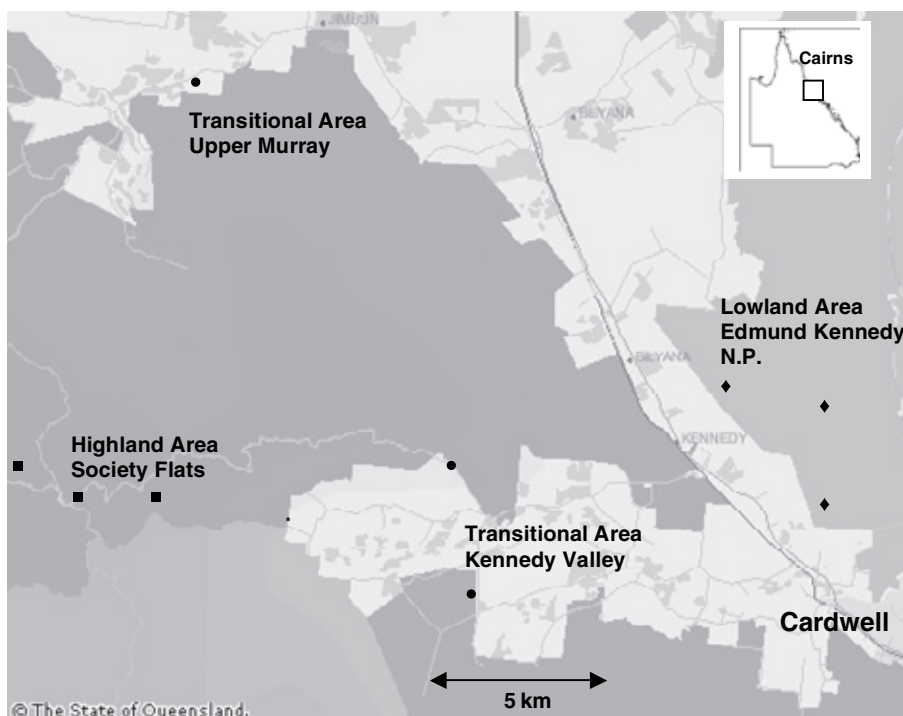 JIMBUN
Cairns
Transitional Area
Upper Murray
BILYANA
Lowland Area
Edmund Kennedy
N.P.
BILYANA
KENNEDY
Highland Area
Society Flats
Transitional Area
Kennedy Valley
Cardwell
5 km
© The State of Queensland.